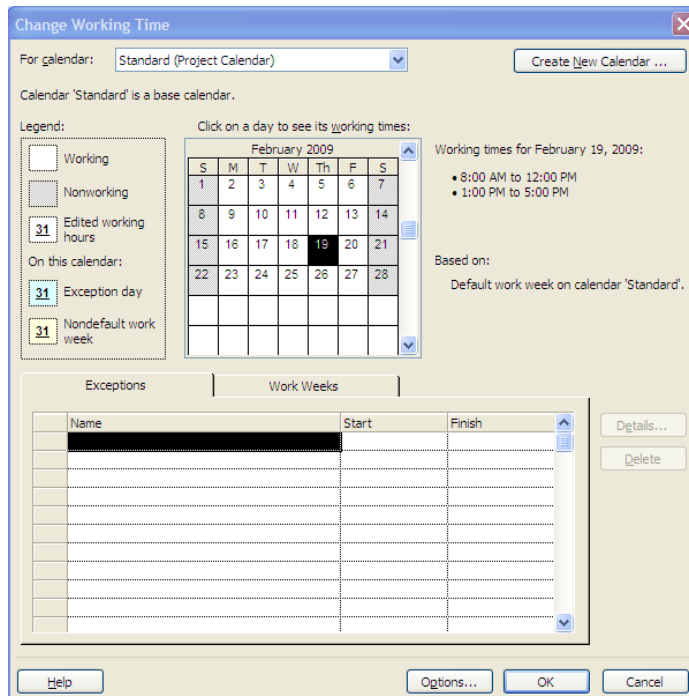 Change Working Time
For calendar: Standard (Project Calendar) Create New Calendar ...
Calendar 'Standard' is a base calendar.
Legend:
Working
Nonworking
31 Edited working hours
On this calendar:
31 Exception day
31 Nondefault work week
Click on a day to see its working times:
February 2009
S M T W Th F S
1 2 3 4 5 6 7
8 9 10 11 12 13 14
15 16 17 18 19 20 21
22 23 24 25 26 27 28
Working times for February 19, 2009:
• 8:00 AM to 12:00 PM
• 1:00 PM to 5:00 PM
Based on:
Default work week on calendar 'Standard'.
Exceptions Work Weeks
Name Start Finish
Details...
Delete
Help Options... OK Cancel